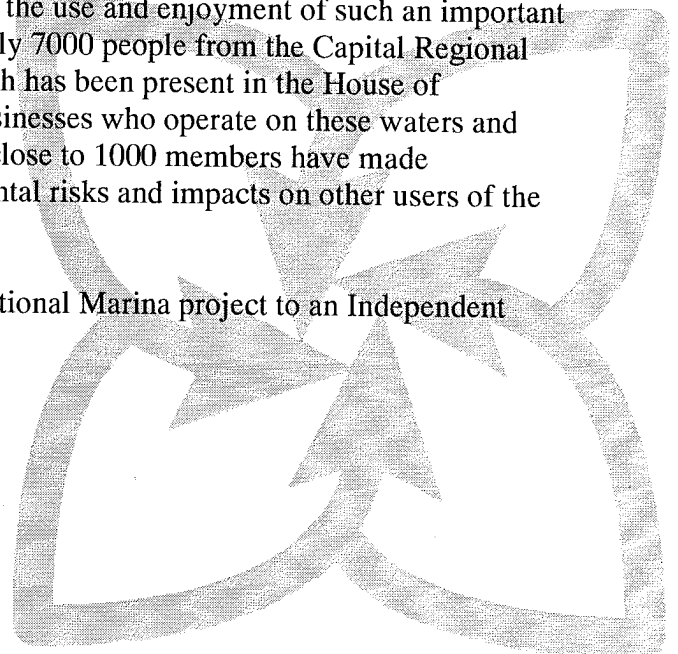 the use and enjoyment of such an important
ly 7000 people from the Capital Regional
h has been present in the House of
sinesses who operate on these waters and
close to 1000 members have made
ntal risks and impacts on other users of the
tional Marina project to an Independent